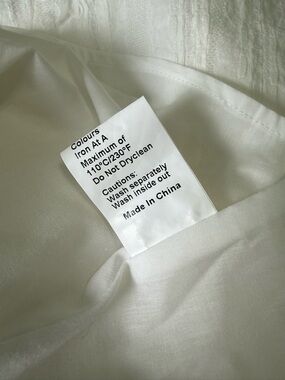 Colours
Iron At A
Maximum of
110°C/230°F
Do Not Dryclean
Cautions:
Wash separately
Wash inside out
Made In China